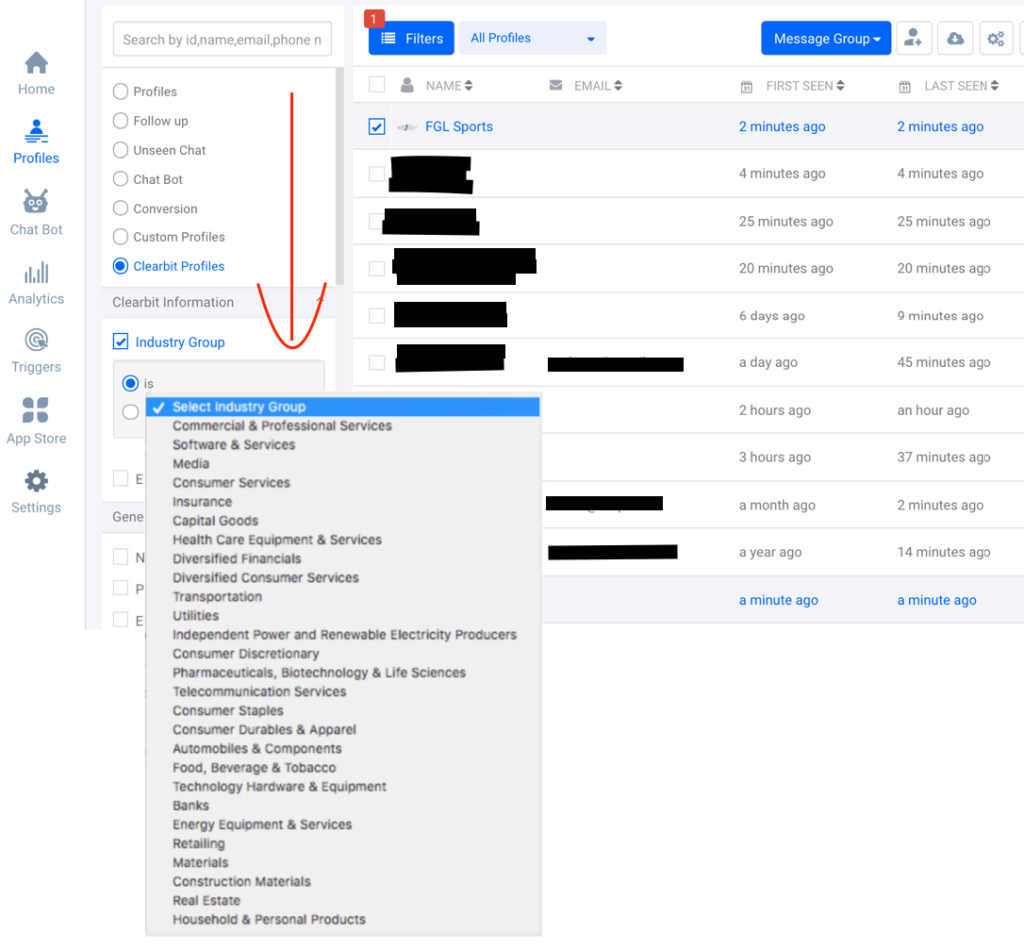 Home
Profiles
Chat Bot
Analytics
Triggers
App Store
Settings
Search by id,name,email,phone n
Profiles
Follow up
Unseen Chat
Chat Bot
Conversion
Custom Profiles
Clearbit Profiles
Clearbit Information
Industry Group
is
E
Gene
N
P
E
Select Industry Group
Commercial & Professional Services
Software & Services
Media
Consumer Services
Insurance
Capital Goods
Health Care Equipment & Services
Diversified Financials
Diversified Consumer Services
Transportation
Utilities
Independent Power and Renewable Electricity Producers
Consumer Discretionary
Pharmaceuticals, Biotechnology & Life Sciences
Telecommunication Services
Consumer Staples
Consumer Durables & Apparel
Automobiles & Components
Food, Beverage & Tobacco
Technology Hardware & Equipment
Banks
Energy Equipment & Services
Retailing
Materials
Construction Materials
Real Estate
Household & Personal Products
1
Filters All Profiles Message Group
NAME EMAIL 31 FIRST SEEN 31 LAST SEEN
FGL Sports 2 minutes ago 2 minutes ago
4 minutes ago 4 minutes ago
25 minutes ago 25 minutes ago
20 minutes ago 20 minutes ago
6 days ago 9 minutes ago
a day ago 45 minutes ago
2 hours ago an hour ago
3 hours ago 37 minutes ago
a month ago 2 minutes ago
a year ago 14 minutes ago
a minute ago a minute ago